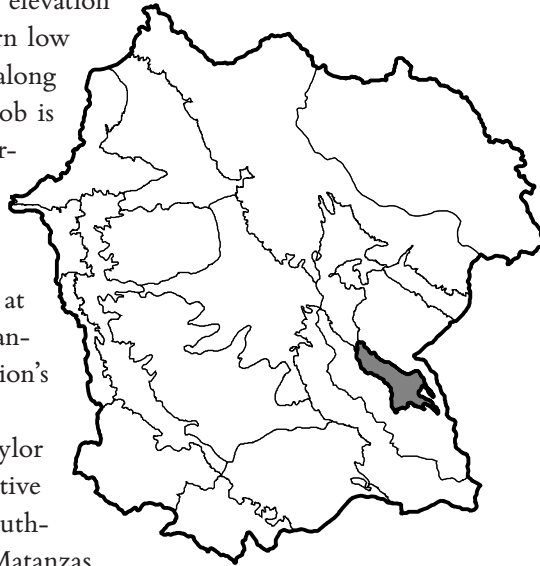 elevation
rn low
along
ob is
r-
at
an-
ion's
ylor
tive
uth-
Matanzas